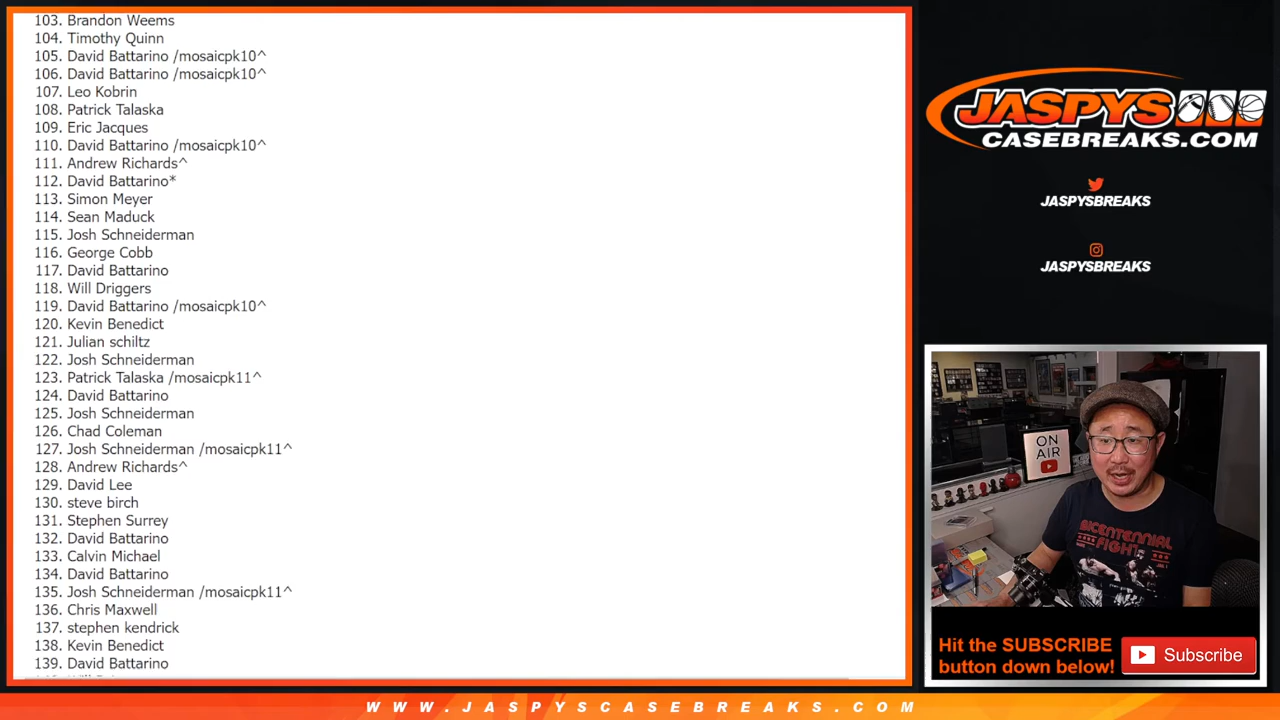 103. Brandon Weems
104. Timothy Quinn
105. David Battarino /mosaicpk10^
106. David Battarino /mosaicpk10^
107. Leo Kobrin
108. Patrick Talaska
109. Eric Jacques
110. David Battarino /mosaicpk10^
111. Andrew Richards^
112. David Battarino*
113. Simon Meyer
114. Sean Maduck
115. Josh Schneiderman
116. George Cobb
117. David Battarino
118. Will Driggers
119. David Battarino /mosaicpk10^
120. Kevin Benedict
121. Julian schiltz
122. Josh Schneiderman
123. Patrick Talaska /mosaicpk11^
124. David Battarino
125. Josh Schneiderman
126. Chad Coleman
127. Josh Schneiderman /mosaicpk11^
128. Andrew Richards^
129. David Lee
130. steve birch
131. Stephen Surrey
132. David Battarino
133. Calvin Michael
134. David Battarino
135. Josh Schneiderman /mosaicpk11^
136. Chris Maxwell
137. stephen kendrick
138. Kevin Benedict
139. David Battarino
JASPYS
CASEBREAKS.COM
JASPYSBREAKS
JASPYSBREAKS
ON
AIR
BICENTENNIAL
FIGHT
Hit the SUBSCRIBE
button down below!
Subscribe
WWW.JASPYSCASEBREAKS.COM